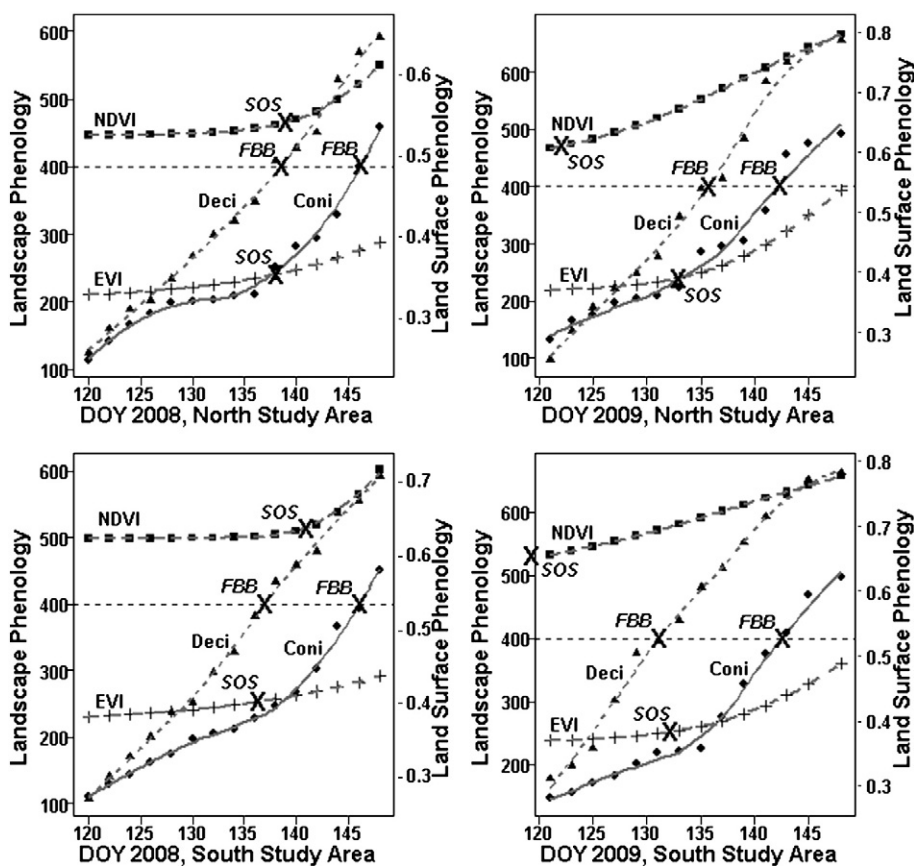 Landscape Phenology
600
500
400
300
200
100
NDVI
SOS
FBB
FBB
Deci
Coni
SOS
EVI
0.6
0.5
0.4
0.3
Land Surface Phenology
120 125 130 135 140 145
DOY 2008, North Study Area
Landscape Phenology
600
500
400
300
200
100
NDVI
SOS
FBB
FBB
Deci
Coni
EVI
SOS
0.8
0.7
0.6
0.5
0.4
0.3
Land Surface Phenology
120 125 130 135 140 145
DOY 2009, North Study Area
Landscape Phenology
600
500
400
300
200
100
NDVI
SOS
FBB
FBB
Deci
Coni
SOS
EVI
0.7
0.6
0.5
0.4
0.3
Land Surface Phenology
120 125 130 135 140 145
DOY 2008, South Study Area
Landscape Phenology
600
500
400
300
200
NDVI
SOS
FBB
FBB
Deci
Coni
SOS
EVI
0.8
0.7
0.6
0.5
0.4
0.3
Land Surface Phenology
120 125 130 135 140 145
DOY 2009, South Study Area